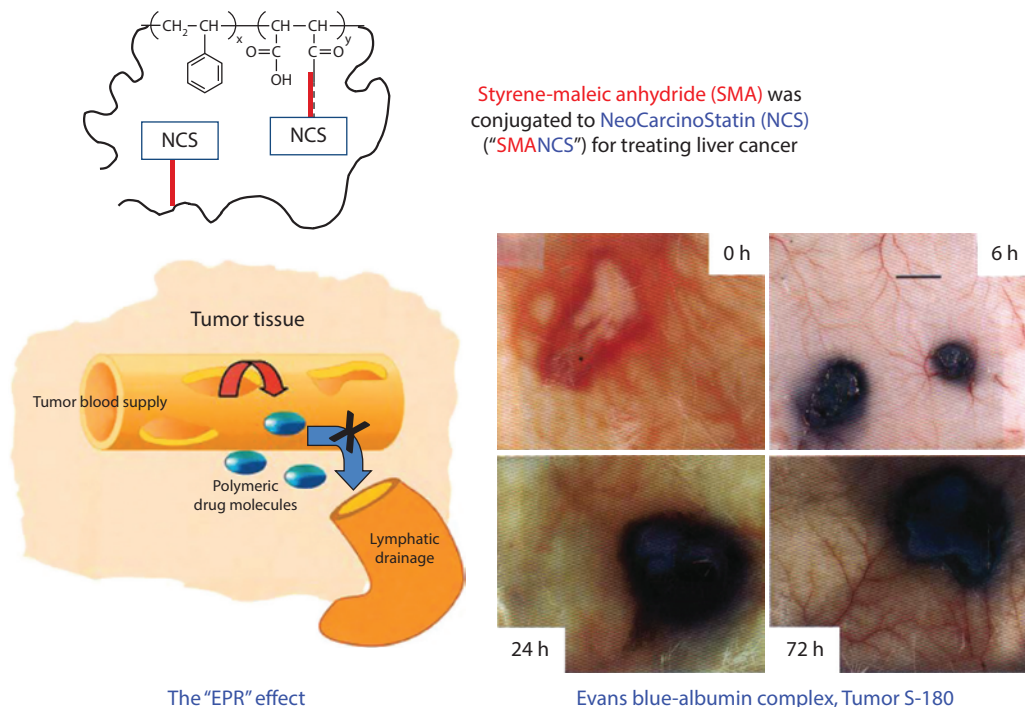 CH2 CH CH CH
x y
O=C C=O
OH
NCS
NCS
Styrene-maleic anhydride (SMA) was
conjugated to NeoCarcinoStatin (NCS)
("SMANCS") for treating liver cancer
Tumor tissue
Tumor blood supply
Polymeric
drug molecules
Lymphatic
drainage
0 h
6 h
24 h
72 h
The "EPR" effect
Evans blue-albumin complex, Tumor S-180